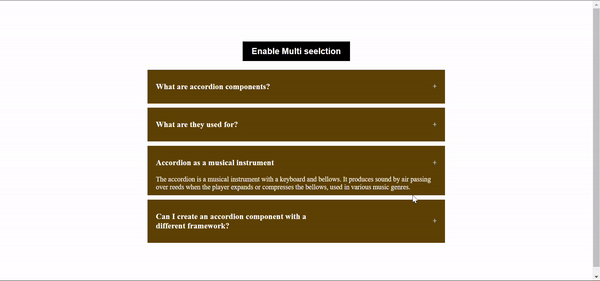 Enable Multi seelction
What are accordion components?
+
What are they used for?
+
Accordion as a musical instrument
+
The accordion is a musical instrument with a keyboard and bellows. It produces sound by air passing
over reeds when the player expands or compresses the bellows, used in various music genres.
Can I create an accordion component with a
different framework?
+